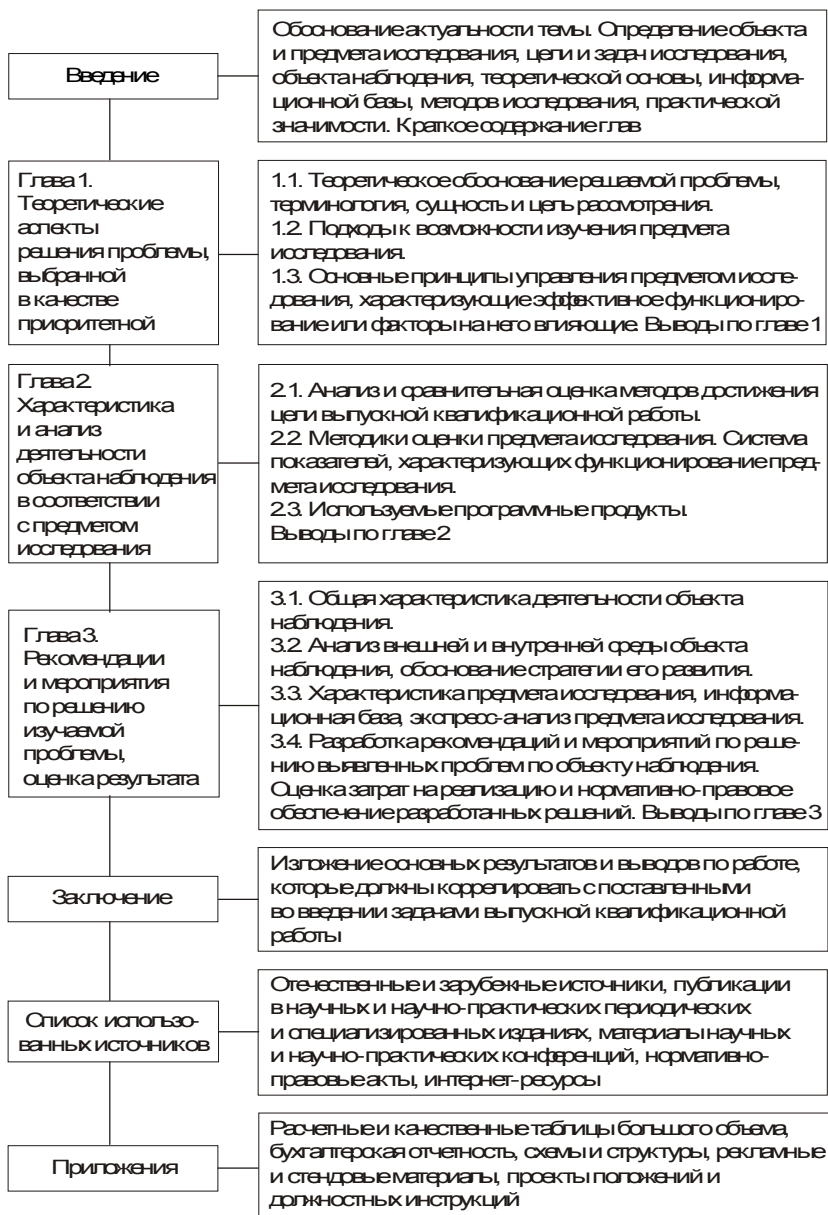 Введение
Обоснование актуальности темы. Определение объекта
и предмета исследования, цели и задач исследования,
объекта наблюдения, теоретической основы, информа-
ционной базы, методов исследования, практической
значимости. Краткое содержание глав
Глава 1.
Теоретические
аспекты
решения проблемы,
выбранной
в качестве
приоритетной
1.1. Теоретическое обоснование решаемой проблемы,
терминология, сущность и цель рассмотрения.
1.2. Подходы к возможности изучения предмета
исследования.
1.3. Основные принципы управления предметом иссле-
дования, характеризующие эффективное функциониро-
вание или факторы на него влияющие. Выводы по главе 1
Глава 2.
Характеристика
и анализ
деятельности
объекта наблюдения
в соответствии
с предметом
исследования
2.1. Анализ и сравнительная оценка методов достижения
цели выпускной квалификационной работы.
2.2. Методики оценки предмета исследования. Система
показателей, характеризующих функционирование пред-
мета исследования.
2.3. Используемые программные продукты.
Выводы по главе 2
Глава 3.
Рекомендации
и мероприятия
по решению
изучаемой
проблемы,
оценка результата
3.1. Общая характеристика деятельности объекта
наблюдения.
3.2. Анализ внешней и внутренней среды объекта
наблюдения, обоснование стратегии его развития.
3.3. Характеристика предмета исследования, информа-
ционная база, экспресс-анализ предмета исследования.
3.4. Разработка рекомендаций и мероприятий по реше-
нию выявленных проблем по объекту наблюдения.
Оценка затрат на реализацию и нормативно-правовое
обеспечение разработанных решений. Выводы по главе 3
Заключение
Изложение основных результатов и выводов по работе,
которые должны коррелировать с поставленными
во введении задачами выпускной квалификационной
работы
Список использо-
ванных источников
Отечественные и зарубежные источники, публикации
в научных и научно-практических периодических
и специализированных изданиях, материалы научных
и научно-практических конференций, нормативно-
правовые акты, интернет-ресурсы
Приложения
Расчетные и качественные таблицы большого объема,
бухгалтерская отчетность, схемы и структуры, рекламные
и стендовые материалы, проекты положений и
должностных инструкций